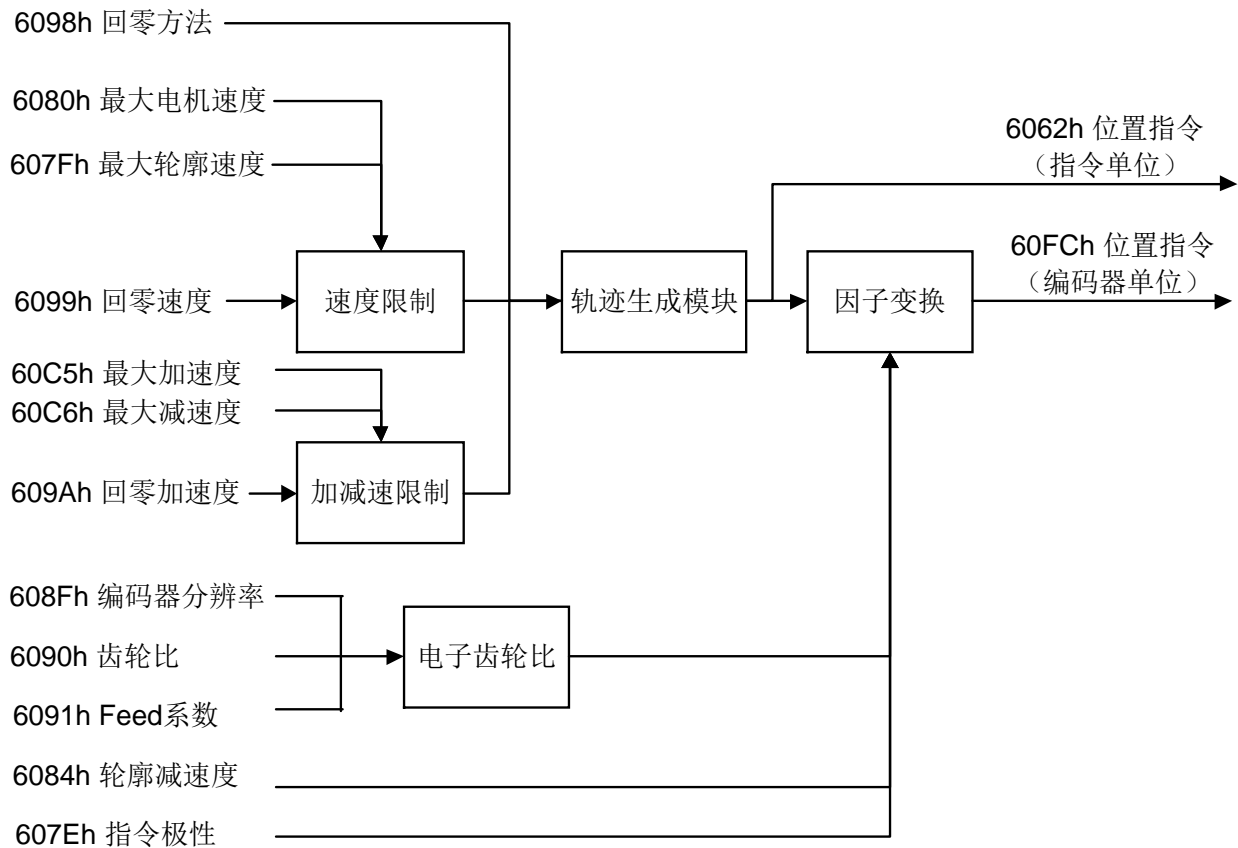 6098h 回零方法
6080h 最大电机速度
607Fh 最大轮廓速度
6099h 回零速度
速度限制
60C5h 最大加速度
60C6h 最大减速度
609Ah 回零加速度
加减速限制
轨迹生成模块
因子变换
6062h 位置指令
（指令单位）
60FCh 位置指令
（编码器单位）
608Fh 编码器分辨率
6090h 齿轮比
6091h Feed系数
电子齿轮比
6084h 轮廓减速度
607Eh 指令极性